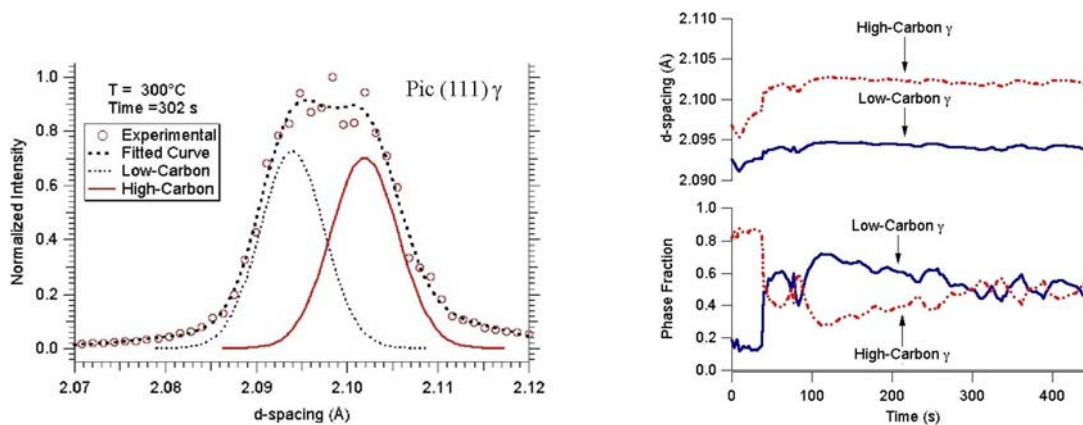 T = 300°C
Time =302 s
Pic (111) γ
Experimental
Fitted Curve
Low-Carbon
High-Carbon
Normalized Intensity
1.0
0.8
0.6
0.4
0.2
0.0
2.07
2.08
2.09
2.10
2.11
2.12
d-spacing (Å)
High-Carbon γ
Low-Carbon γ
d-spacing (Å)
2.110
2.105
2.100
2.095
2.090
Low-Carbon γ
High-Carbon γ
Phase Fraction
1.0
0.8
0.6
0.4
0.2
0.0
0
100
200
300
400
Time (s)